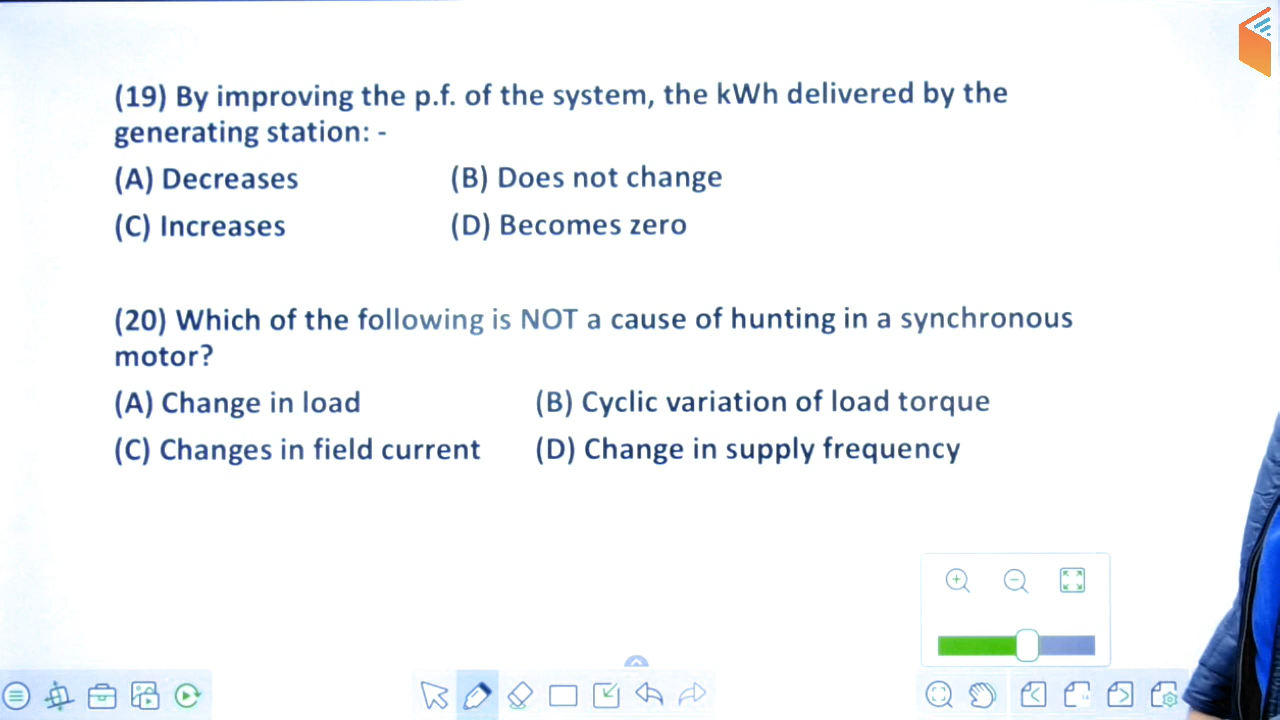 (19) By improving the p.f. of the system, the kWh delivered by the
generating station: -
(A) Decreases (B) Does not change
(C) Increases (D) Becomes zero
(20) Which of the following is NOT a cause of hunting in a synchronous
motor?
(A) Change in load (B) Cyclic variation of load torque
(C) Changes in field current (D) Change in supply frequency